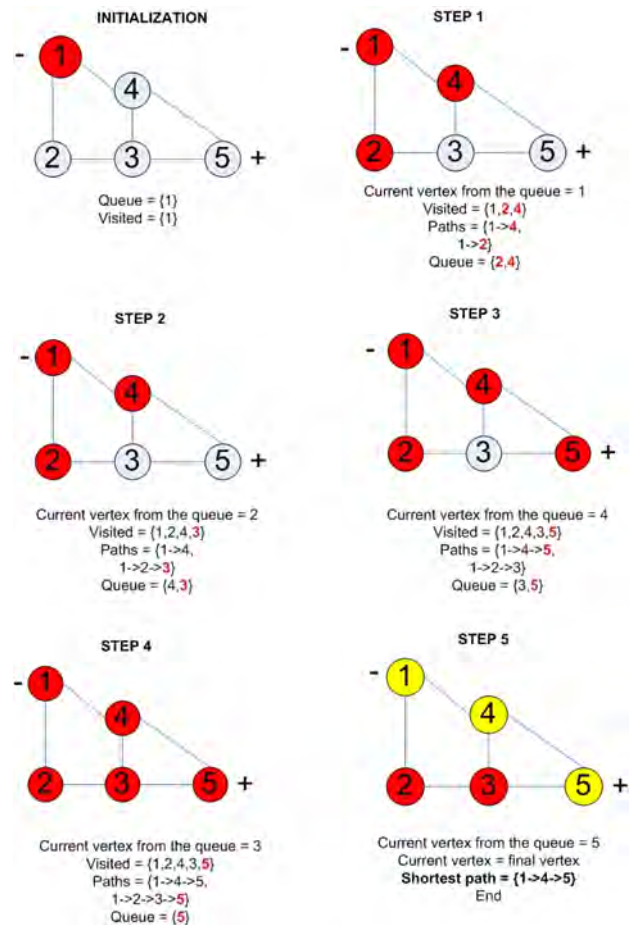 INITIALIZATION
- 1
4
2 3 5 +
Queue = {1}
Visited = {1}
STEP 1
- 1
4
2 3 5 +
Current vertex from the queue = 1
Visited = {1,2,4}
Paths = {1->4,
1->2}
Queue = {2,4}
STEP 2
- 1
4
2 3 5 +
Current vertex from the queue = 2
Visited = {1,2,4,3}
Paths = {1->4,
1->2->3}
Queue = {4,3}
STEP 3
- 1
4
2 3 5 +
Current vertex from the queue = 4
Visited = {1,2,4,3,5}
Paths = {1->4->5,
1->2->3}
Queue = {3,5}
STEP 4
- 1
4
2 3 5 +
Current vertex from the queue = 3
Visited = {1,2,4,3,5}
Paths = {1->4->5,
1->2->3->5}
Queue = {5}
STEP 5
- 1
4
2 3 5 +
Current vertex from the queue = 5
Current vertex = final vertex
Shortest path = {1->4->5}
End